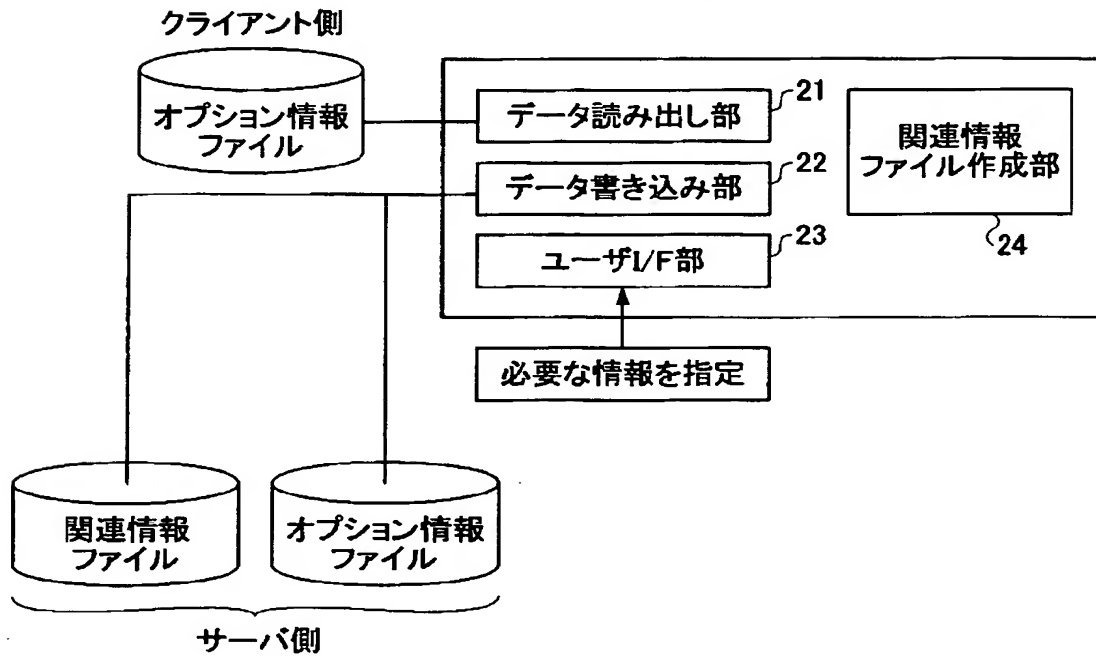 クライアント側
オプション情報
ファイル
データ読み出し部
21
データ書き込み部
22
ユーザI/F部
23
関連情報
ファイル作成部
24
必要な情報を指定
関連情報
ファイル
オプション情報
ファイル
サーバ側